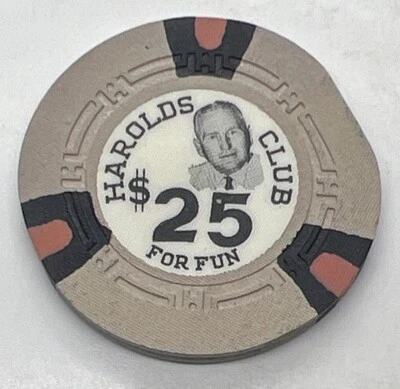 HAROLDS CLUB
$25
FOR FUN